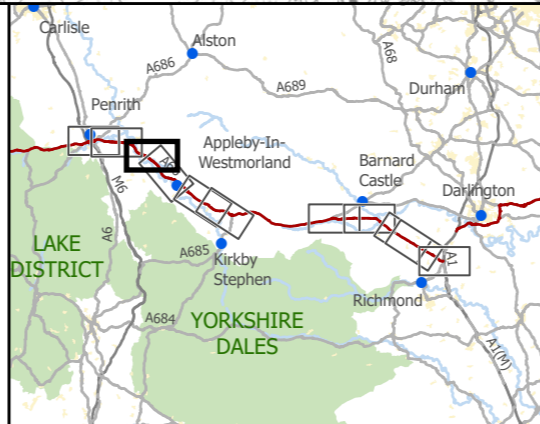 Carlisle
Alston
A68
A686
A689
Durham
Penrith
Appleby-In-
Westmorland
Barnard
Castle
Darlington
M6
A6
LAKE
DISTRICT
A685
Kirkby
Stephen
A1
Richmond
A684
YORKSHIRE
DALES
A1(M)